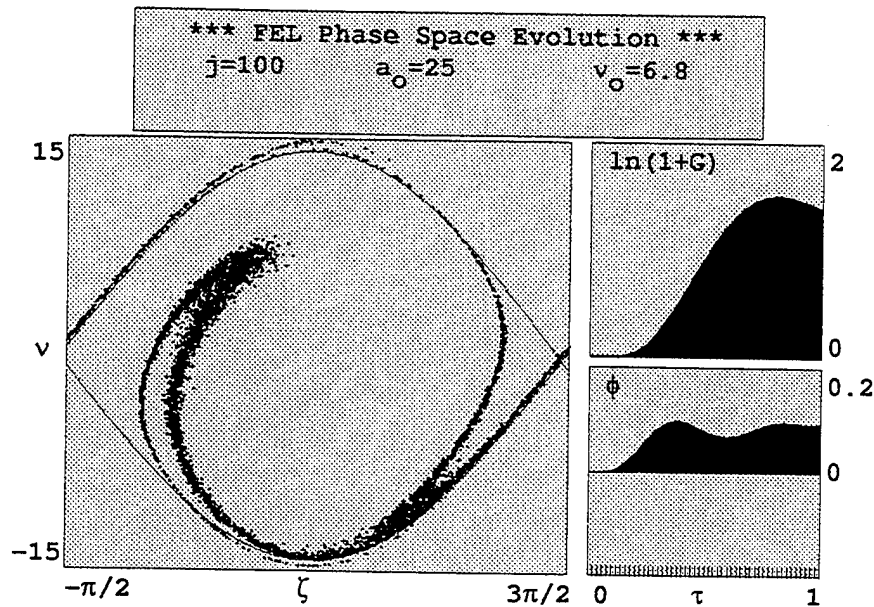 *** FEL Phase Space Evolution ***
j=100 a₀=25 ν₀=6.8
15
ν
-15
-π/2 ζ 3π/2
ln(1+G)
2
0
ϕ
0.2
0
0 τ 1